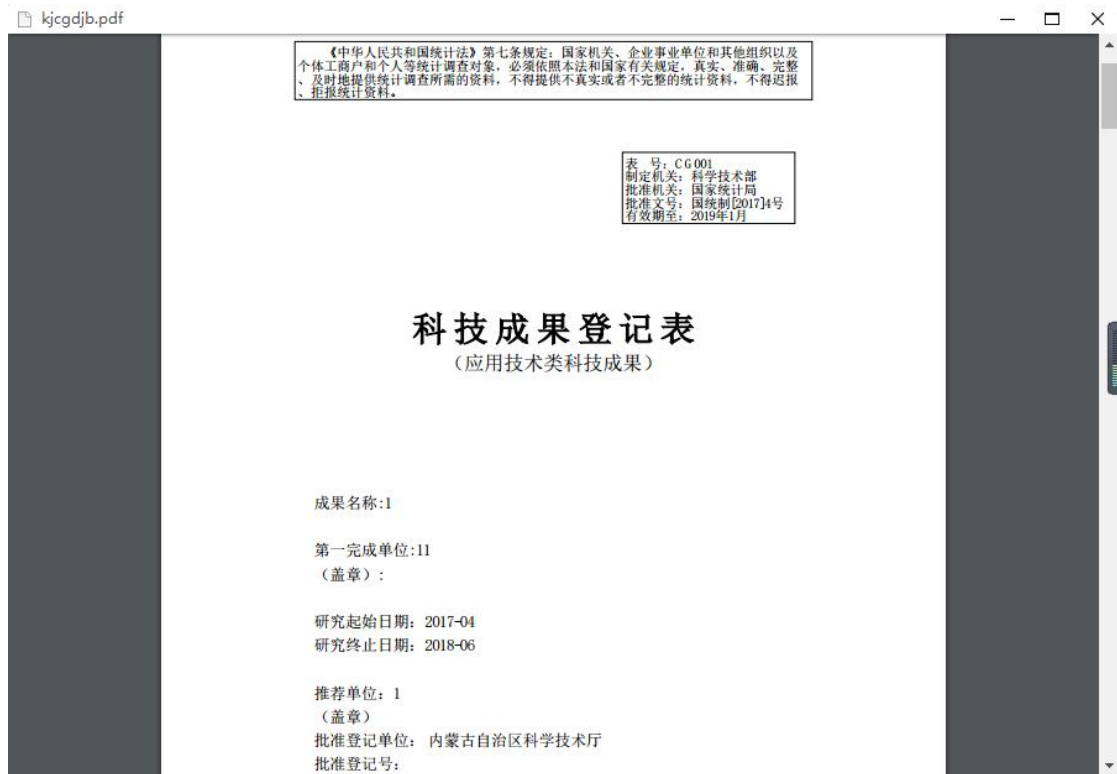 kjcgdjb.pdf
《中华人民共和国统计法》第七条规定：国家机关、企业事业单位和其他组织以及
个体工商户和个人等统计调查对象，必须依照本法和国家有关规定，真实、准确、完整
、及时地提供统计调查所需的资料，不得提供不真实或者不完整的统计资料，不得迟报
、拒报统计资料。
表 号：CG001
制定机关：科学技术部
批准机关：国家统计局
批准文号：国统制[2017]4号
有效期至：2019年1月
科技成果登记表
（应用技术类科技成果）
成果名称:1
第一完成单位:11
（盖章）:
研究起始日期：2017-04
研究终止日期：2018-06
推荐单位：1
（盖章）
批准登记单位： 内蒙古自治区科学技术厅
批准登记号：